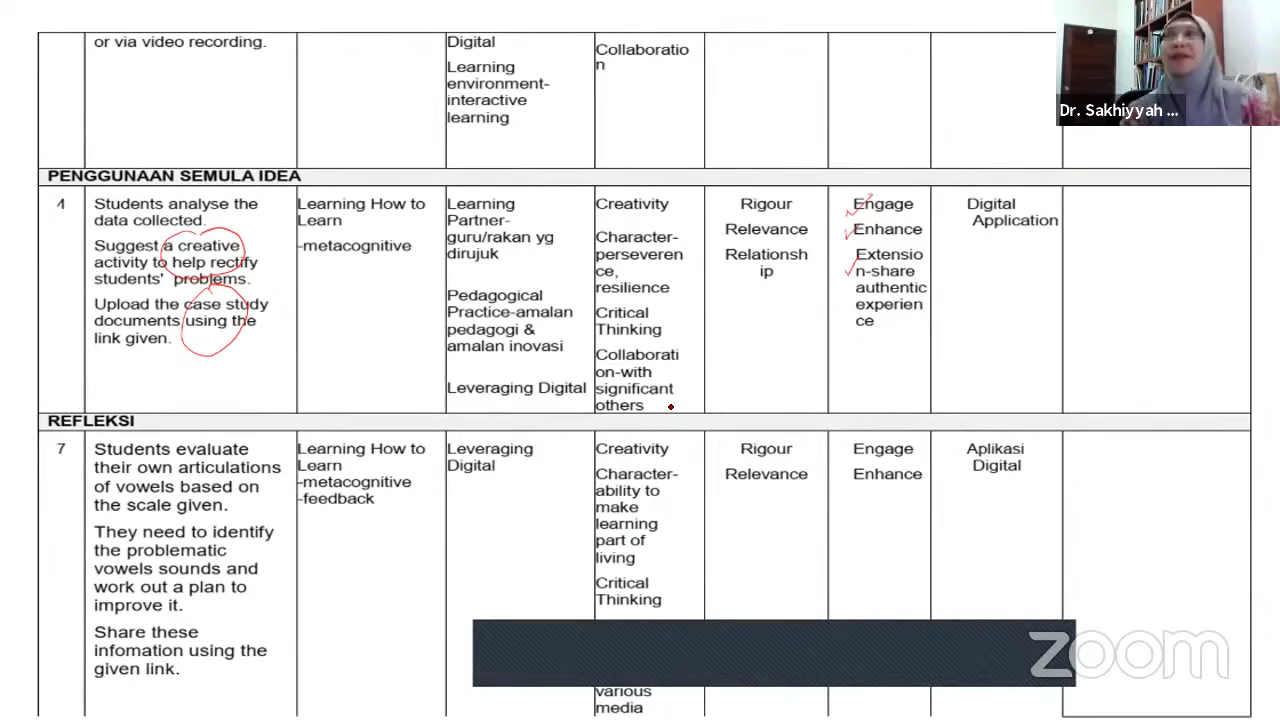 or via video recording.
Digital
Learning
environment-
interactive
learning
Collaboratio
n
Dr. Sakhiyyah ...
PENGGUNAAN SEMULA IDEA
4
Students analyse the
data collected.
Suggest a creative
activity to help rectify
students' problems.
Upload the case study
documents using the
link given.
Learning How to
Learn
-metacognitive
Learning
Partner-
guru/rakan yg
dirujuk
Pedagogical
Practice-amalan
pedagogi &
amalan inovasi
Leveraging Digital
Creativity
Character-
perseveren
ce,
resilience
Critical
Thinking
Collaborati
on-with
significant
others
Rigour
Relevance
Relationsh
ip
Engage
Enhance
Extensio
n-share
authentic
experien
ce
Digital
Application
REFLEKSI
7
Students evaluate
their own articulations
of vowels based on
the scale given.
They need to identify
the problematic
vowels sounds and
work out a plan to
improve it.
Share these
infomation using the
given link.
Learning How to
Learn
-metacognitive
-feedback
Leveraging
Digital
Creativity
Character-
ability to
make
learning
part of
living
Critical
Thinking
various
media
Rigour
Relevance
Engage
Enhance
Aplikasi
Digital
zoom